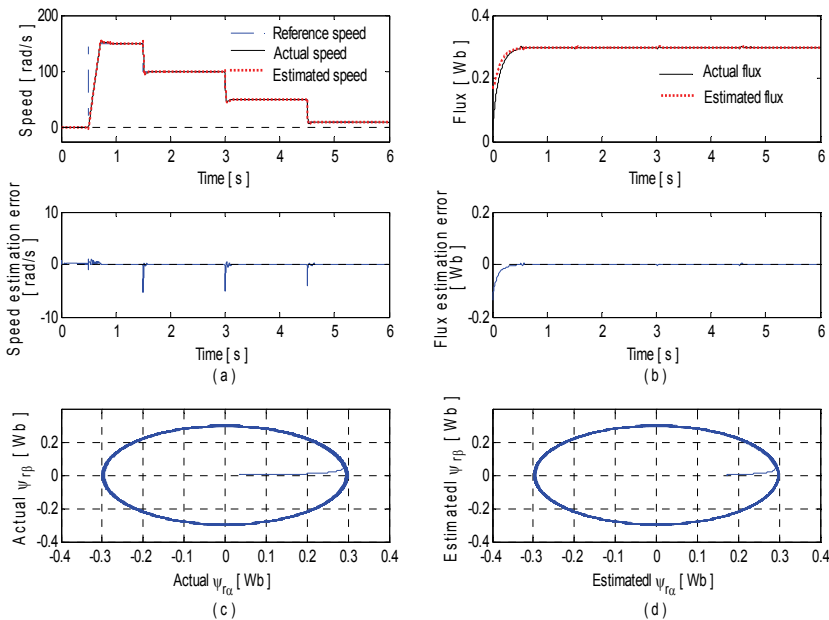 Speed [ rad/s ]
200
100
0
0 1 2 3 4 5 6
Time [ s ]
Reference speed
Actual speed
Estimated speed
Flux [ Wb ]
0.4
0.2
0
0 1 2 3 4 5 6
Time [ s ]
Actual flux
Estimated flux
Speed estimation error
[ rad/s ]
10
0
-10
0 1 2 3 4 5 6
Time [ s ]
( a )
Flux estimation error
[ Wb ]
0.2
0
-0.2
0 1 2 3 4 5 6
Time [ s ]
( b )
Actual ψrβ [ Wb ]
0.2
0
-0.2
-0.4
-0.4 -0.3 -0.2 -0.1 0 0.1 0.2 0.3 0.4
Actual ψrα [ Wb ]
( c )
Estimatedl ψrβ [ Wb ]
0.2
0
-0.2
-0.4
-0.4 -0.3 -0.2 -0.1 0 0.1 0.2 0.3 0.4
Estimatedl ψrα [ Wb ]
( d )